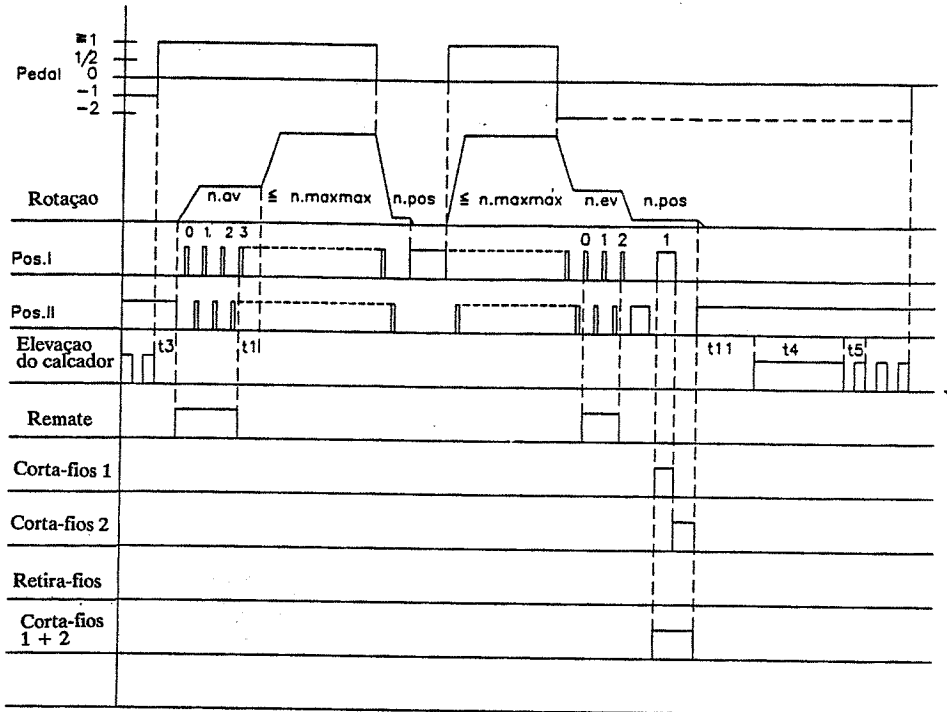 ≧1
1/2
Pedal 0
-1
-2
Rotaçao n.av ≦ n.maxmax n.pos ≦ n.maxmax n.ev n.pos
0 1. 2 3 0 1 2 1
Pos.I
Pos.II
Elevaçao
do calcador t3 t1 t11 t4 t5
Remate
Corta-fios 1
Corta-fios 2
Retira-fios
Corta-fios
1 + 2